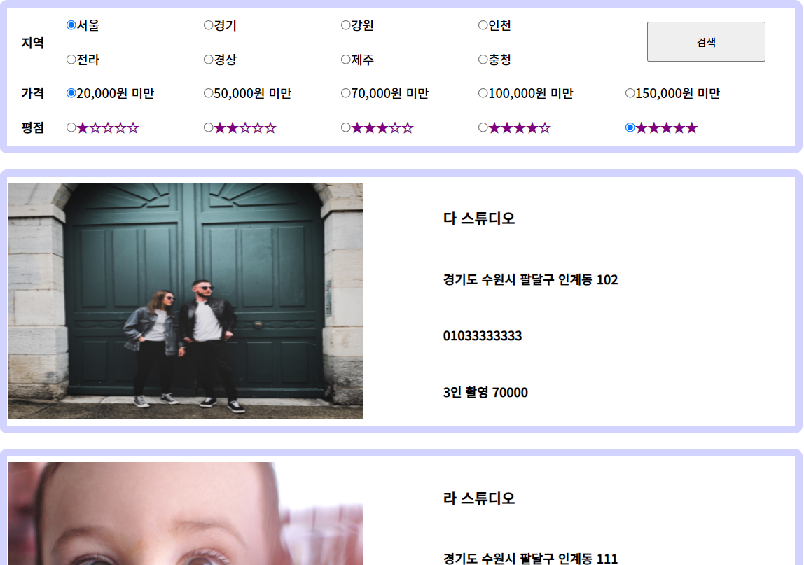 지역 서울 경기 강원 인천 검색
전라 경상 제주 충청
가격 20,000원 미만 50,000원 미만 70,000원 미만 100,000원 미만 150,000원 미만
평점 ★☆☆☆☆ ★★☆☆☆ ★★★☆☆ ★★★★☆ ★★★★★
다 스튜디오
경기도 수원시 팔달구 인계동 102
01033333333
3인 촬영 70000
라 스튜디오
경기도 수원시 팔달구 인계동 111